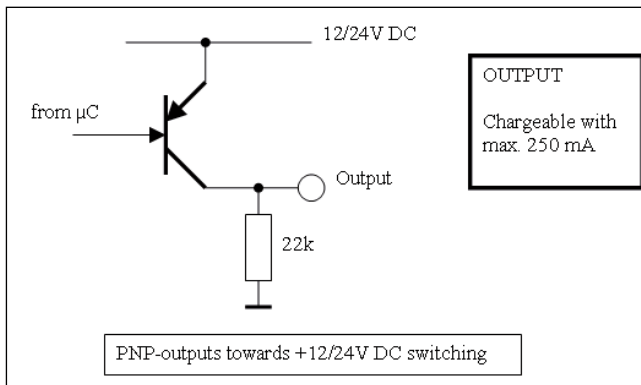 12/24V DC
OUTPUT
Chargeable with
max. 250 mA
from µC
Output
22k
PNP-outputs towards +12/24V DC switching